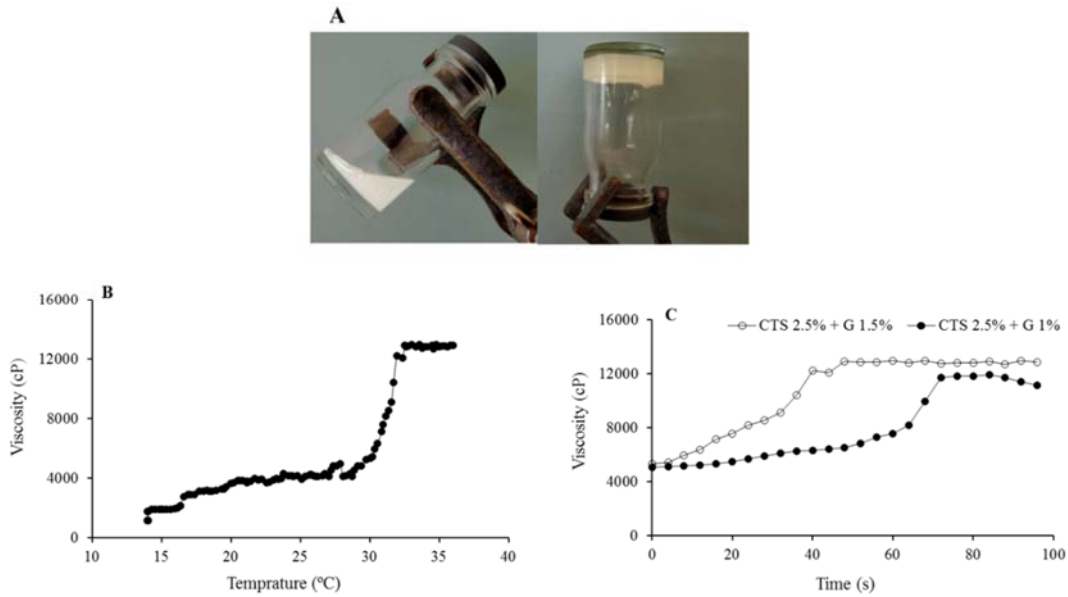 A
B
16000
12000
8000
4000
0
Viscosity (cP)
10 15 20 25 30 35 40
Temprature (ºC)
C
CTS 2.5% + G 1.5% CTS 2.5% + G 1%
16000
12000
8000
4000
0
Viscosity (cP)
0 20 40 60 80 100
Time (s)